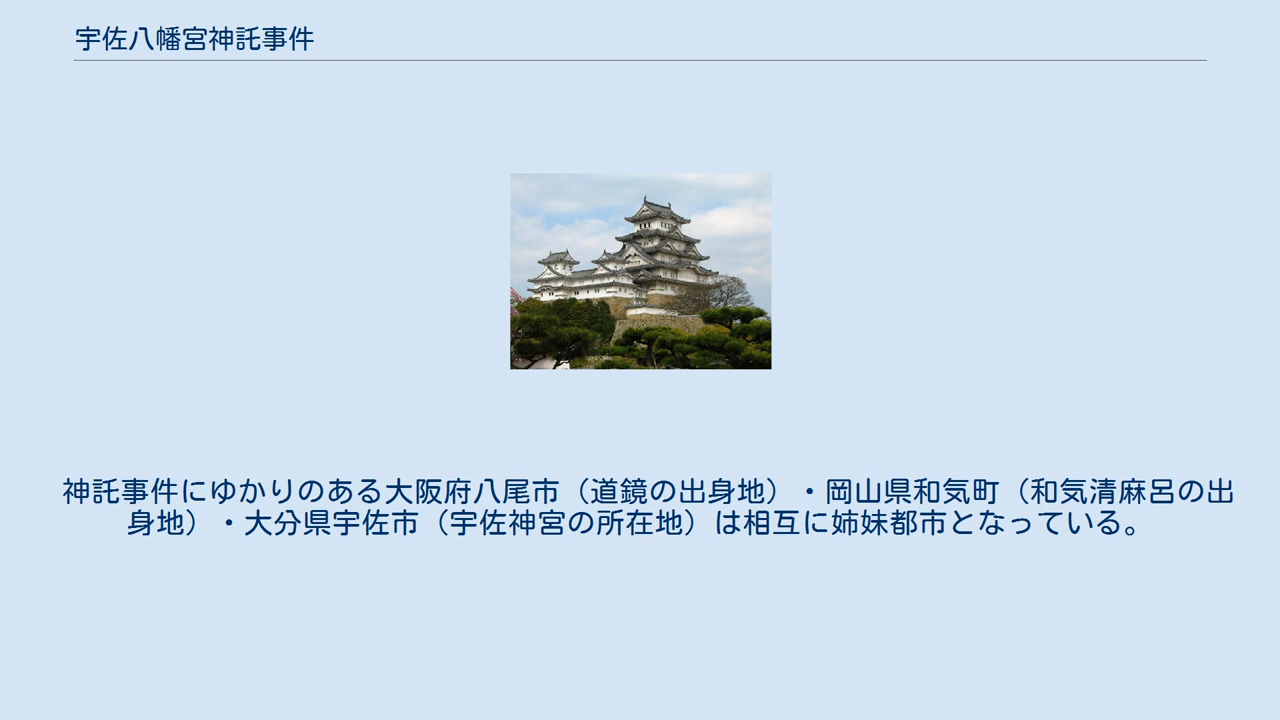 宇佐八幡宮神託事件
神託事件にゆかりのある大阪府八尾市（道鏡の出身地）・岡山県和気町（和気清麻呂の出
身地）・大分県宇佐市（宇佐神宮の所在地）は相互に姉妹都市となっている。